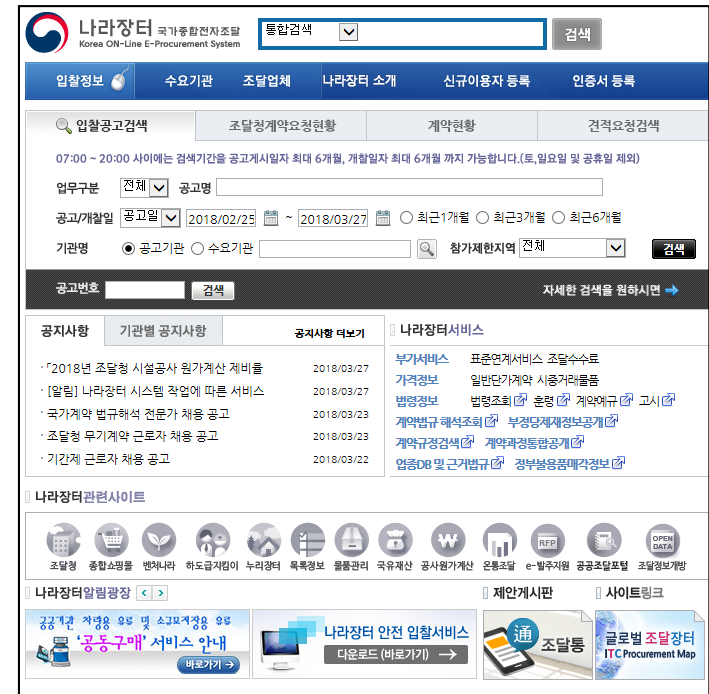 나라장터 국가종합전자조달
Korea ON-Line E-Procurement System
통합검색 검색
입찰정보 수요기관 조달업체 나라장터 소개 신규이용자 등록 인증서 등록
입찰공고검색 조달청계약요청현황 계약현황 견적요청검색
07:00 ~ 20:00 사이에는 검색기간을 공고게시일자 최대 6개월, 개찰일자 최대 6개월 까지 가능합니다.(토,일요일 및 공휴일 제외)
업무구분 전체 공고명
공고/개찰일 공고일 2018/02/25 ~ 2018/03/27 최근1개월 최근3개월 최근6개월
기관명 공고기관 수요기관 참가제한지역 전체 검색
공고번호 검색 자세한 검색을 원하시면
공지사항 기관별 공지사항 공지사항 더보기
· 「2018년 조달청 시설공사 원가계산 제비율 2018/03/27
· [알림] 나라장터 시스템 작업에 따른 서비스 2018/03/27
· 국가계약 법규해석 전문가 채용 공고 2018/03/23
· 조달청 무기계약 근로자 채용 공고 2018/03/23
· 기간제 근로자 채용 공고 2018/03/22
나라장터서비스
부가서비스 표준연계서비스 조달수수료
가격정보 일반단가계약 시중거래물품
법령정보 법령조회 훈령 계약예규 고시
계약법규 해석조회 부정당제재정보공개
계약규정검색 계약과정통합공개
업종DB 및 근거법규 정부불용품매각정보
나라장터관련사이트
RFP OPEN DATA
조달청 종합쇼핑몰 벤처나라 하도급지킴이 누리장터 목록정보 물품관리 국유재산 공사원가계산 온통조달 e-발주지원 공공조달포털 조달정보개방
나라장터알림광장 < > 제안게시판 사이트링크
공공기관 차량용 유류 및 소규모저장용 유류
'공동구매' 서비스 안내
바로가기
나라장터 안전 입찰서비스
다운로드 (바로가기)
通 조달통
글로벌 조달장터
ITC Procurement Map